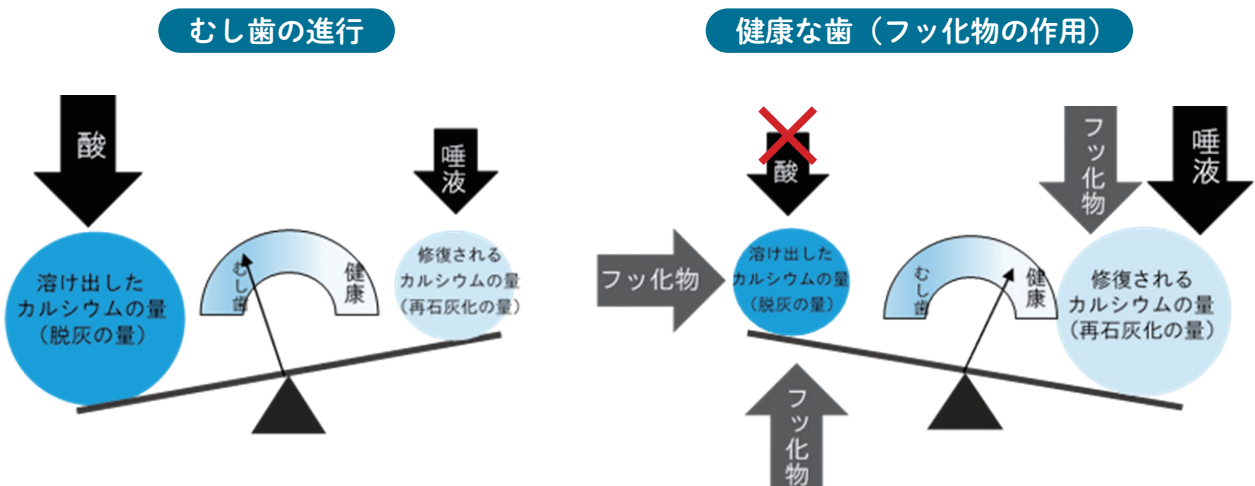 むし歯の進行
酸
唾液
むし歯
健康
溶け出した
カルシウムの量
（脱灰の量）
修復される
カルシウムの量
（再石灰化の量）
健康な歯（フッ化物の作用）
酸
フッ化物
唾液
フッ化物
溶け出した
カルシウムの量
（脱灰の量）
むし歯
健康
修復される
カルシウムの量
（再石灰化の量）
フッ化物